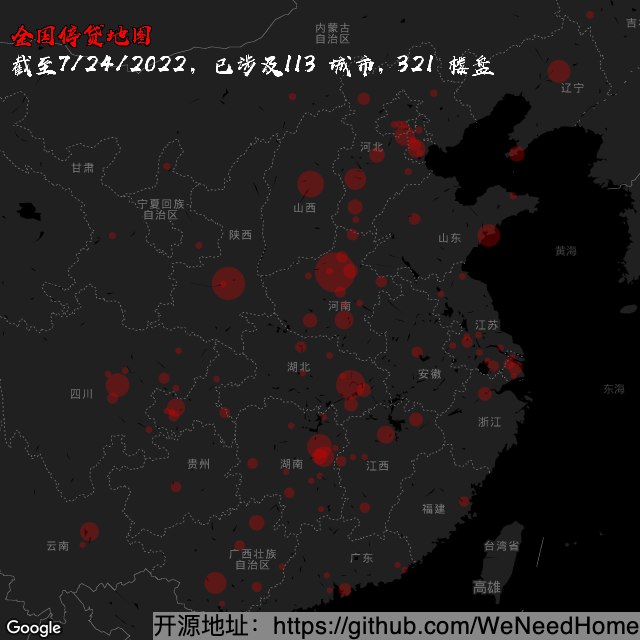 全国停贷地图
截至7/24/2022, 已涉及113 城市, 321 楼盘
内蒙古
自治区
吉
辽宁
河北
甘肃
宁夏回族
自治区
山西
陕西
山东
黄海
河南
江苏
湖北
安徽
四川
东海
浙江
贵州
湖南
江西
福建
云南
广西壮族
自治区
广东
台湾省
高雄
Google
开源地址: https://github.com/WeNeedHome